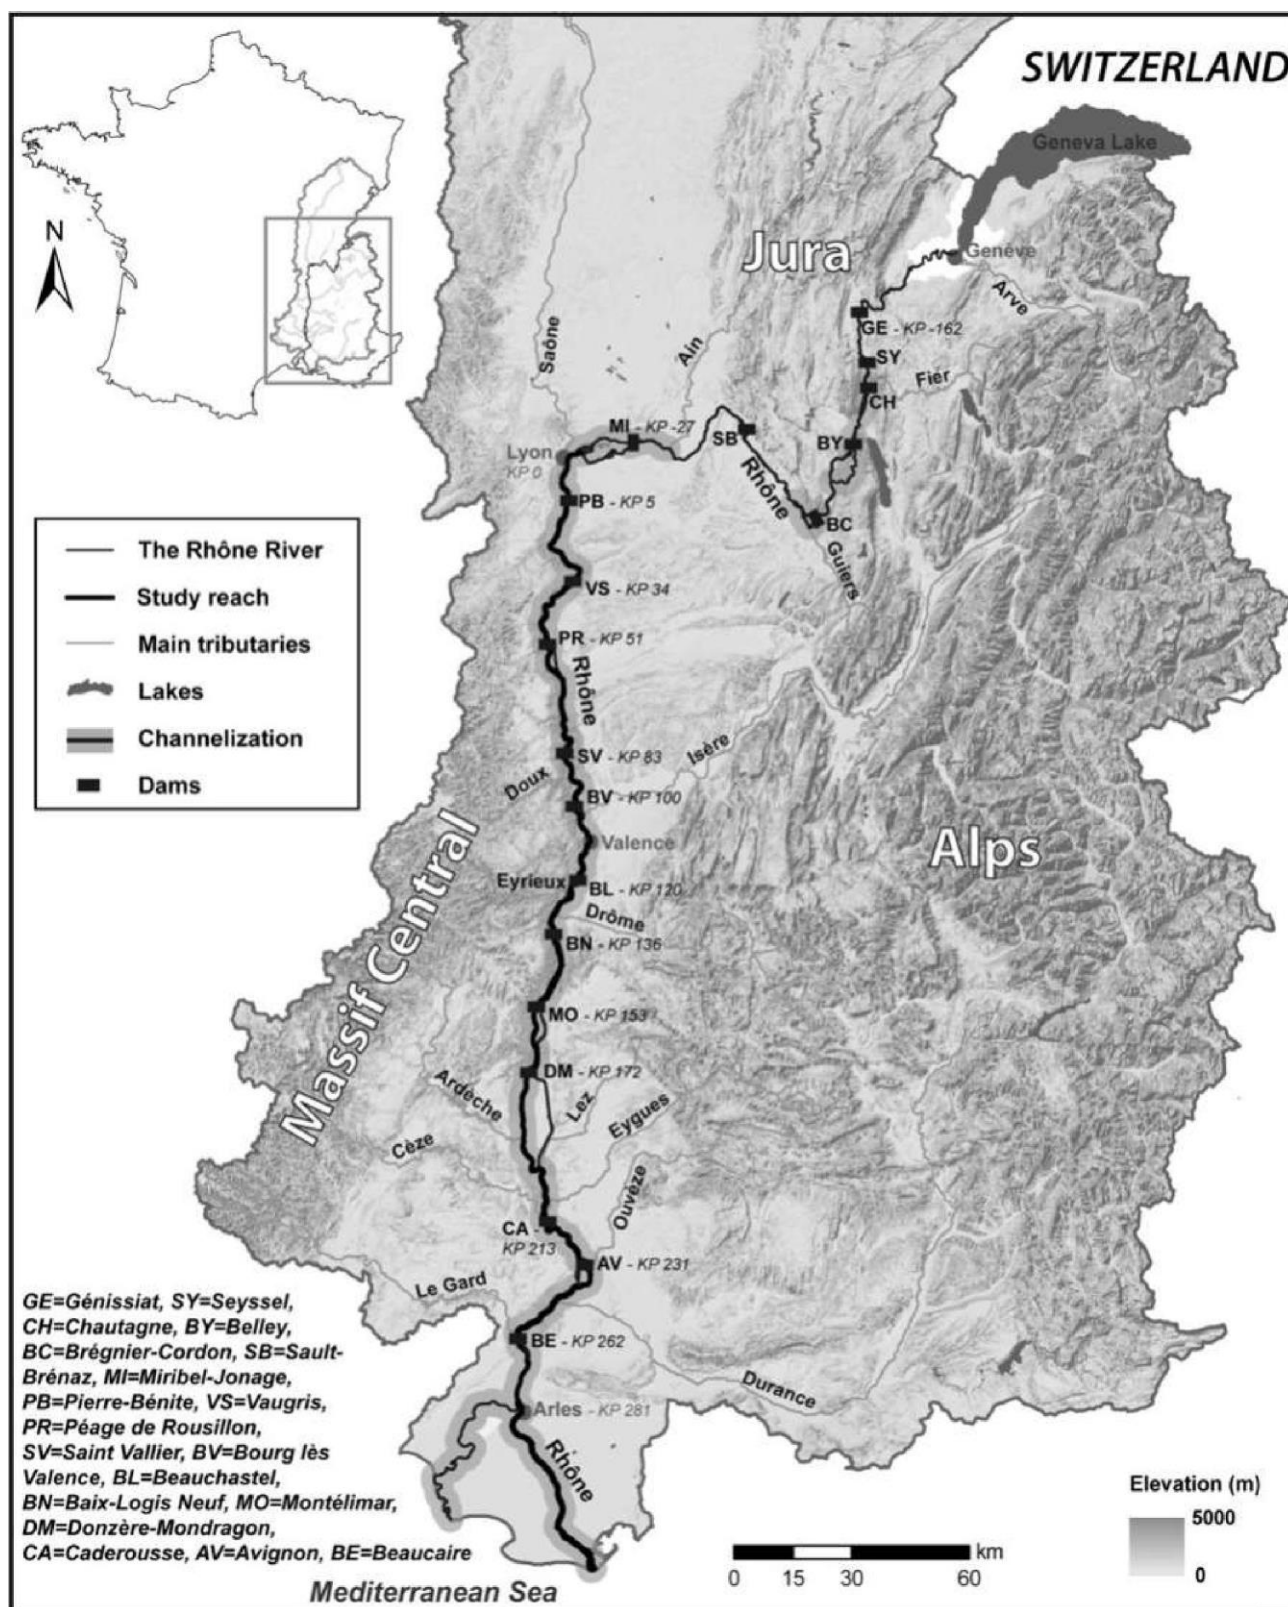 SWITZERLAND
Geneva Lake
N
Jura
Genève
Arve
GE - KP -162
Saône
Ain
SY
Fier
CH
MI - KP -27
SB
BY
Lyon
KP 0
Rhône
PB - KP 5
BC
Guiers
The Rhône River
Study reach
Main tributaries
Lakes
Channelization
Dams
VS - KP 34
PR - KP 51
Rhône
SV - KP 83
Isère
Doux
BV - KP 100
Valence
Alps
Massif Central
Eyrieux
BL - KP 120
Drôme
BN - KP 136
MO - KP 153
DM - KP 172
Ardèche
Lez
Eygues
Cèze
Ouvèze
CA -
KP 213
AV - KP 231
Le Gard
BE - KP 262
Durance
Arles - KP 281
Rhône
GE=Génissiat, SY=Seyssel,
CH=Chautagne, BY=Belley,
BC=Brégnier-Cordon, SB=Sault-
Brénaz, MI=Miribel-Jonage,
PB=Pierre-Bénite, VS=Vaugris,
PR=Péage de Rousillon,
SV=Saint Vallier, BV=Bourg lès
Valence, BL=Beauchastel,
BN=Baix-Logis Neuf, MO=Montélimar,
DM=Donzère-Mondragon,
CA=Caderousse, AV=Avignon, BE=Beaucaire
Mediterranean Sea
Elevation (m)
5000
0
km
0 15 30 60